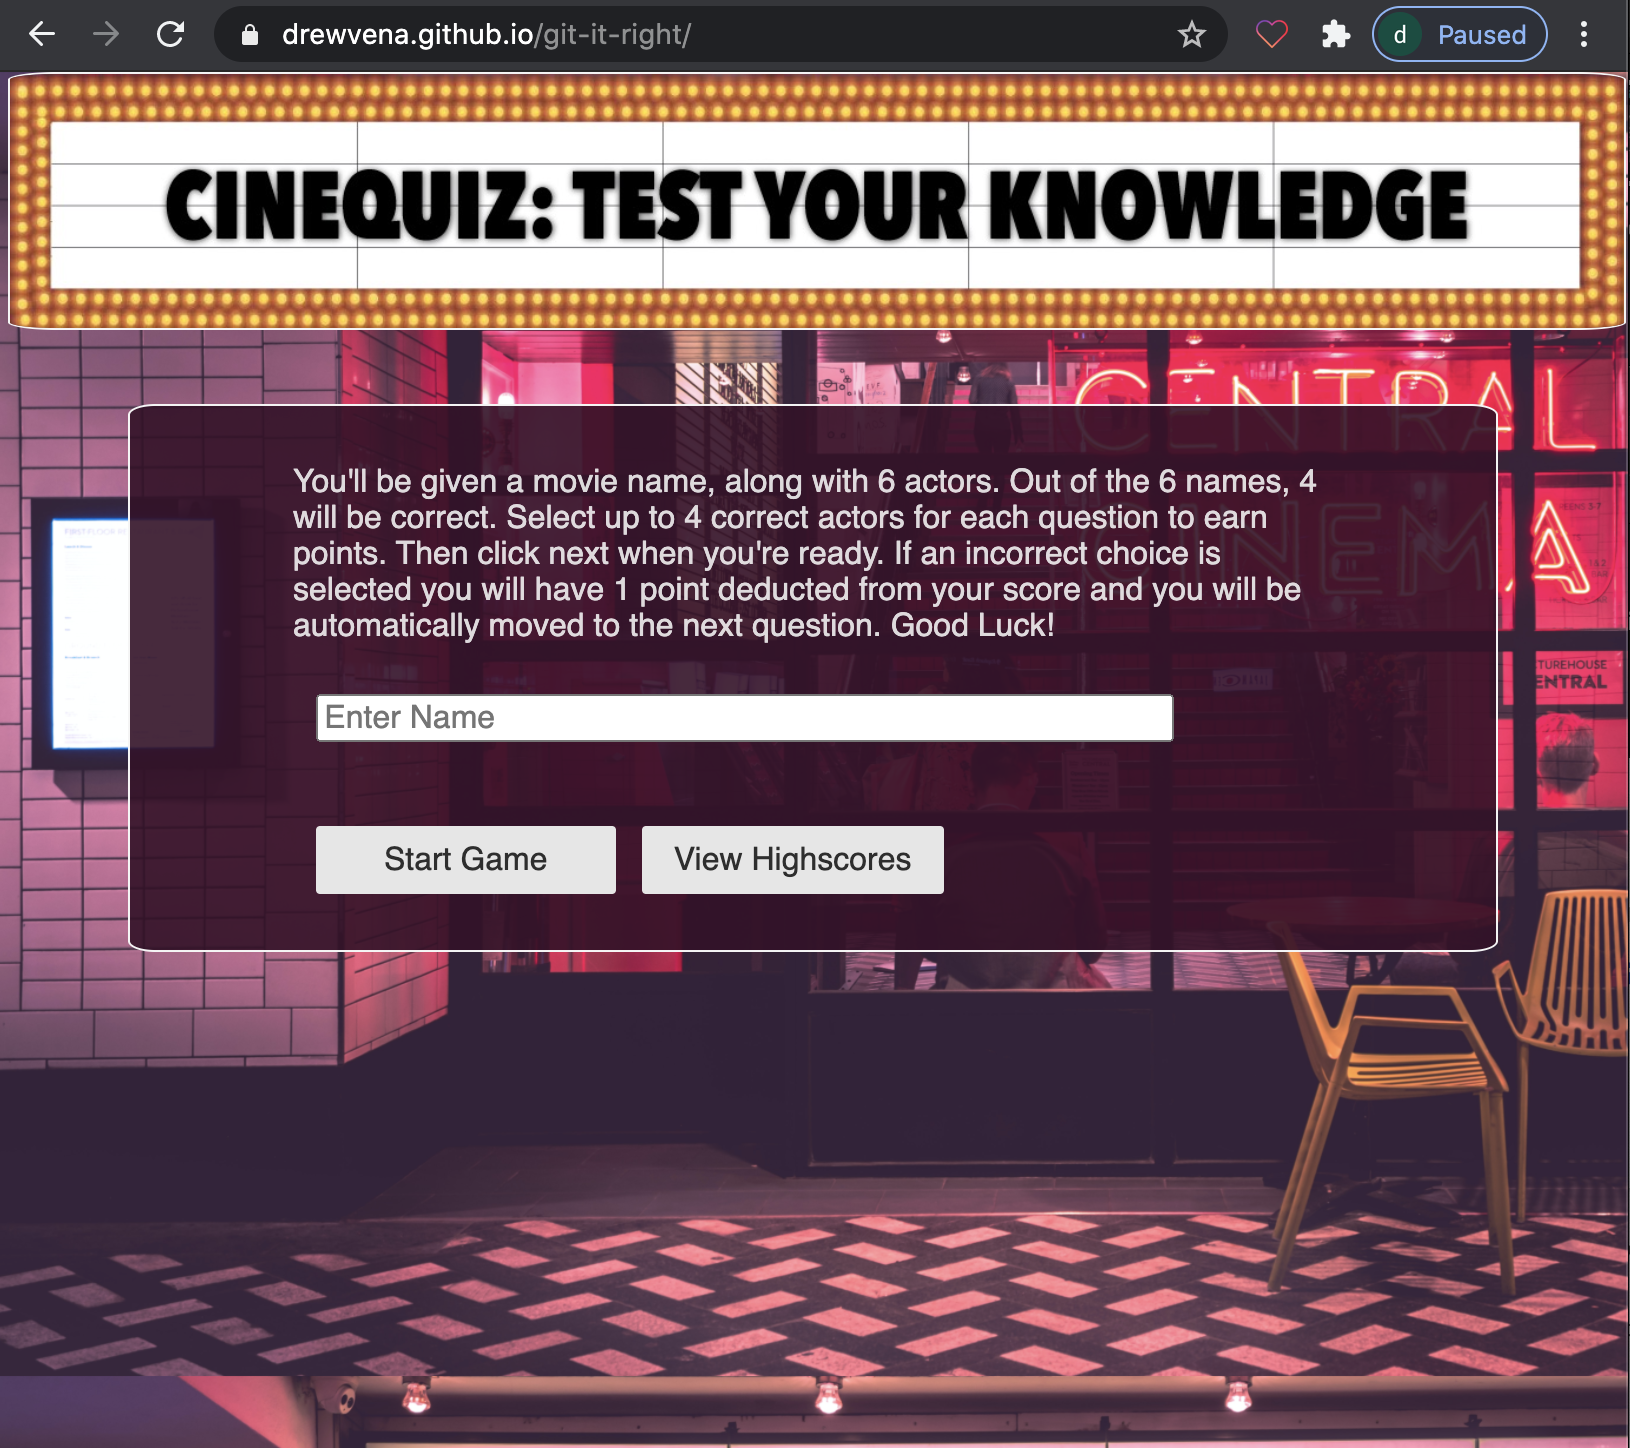 drewvena.github.io/git-it-right/
d Paused
CINEQUIZ: TEST YOUR KNOWLEDGE
CENTRAL
CINEMA
You'll be given a movie name, along with 6 actors. Out of the 6 names, 4
will be correct. Select up to 4 correct actors for each question to earn
points. Then click next when you're ready. If an incorrect choice is
selected you will have 1 point deducted from your score and you will be
automatically moved to the next question. Good Luck!
TUREHOUSE
ENTRAL
Enter Name
Start Game
View Highscores